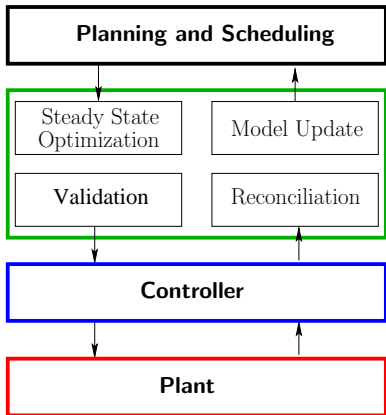 Planning and Scheduling
Steady State
Optimization
Model Update
Validation
Reconciliation
Controller
Plant